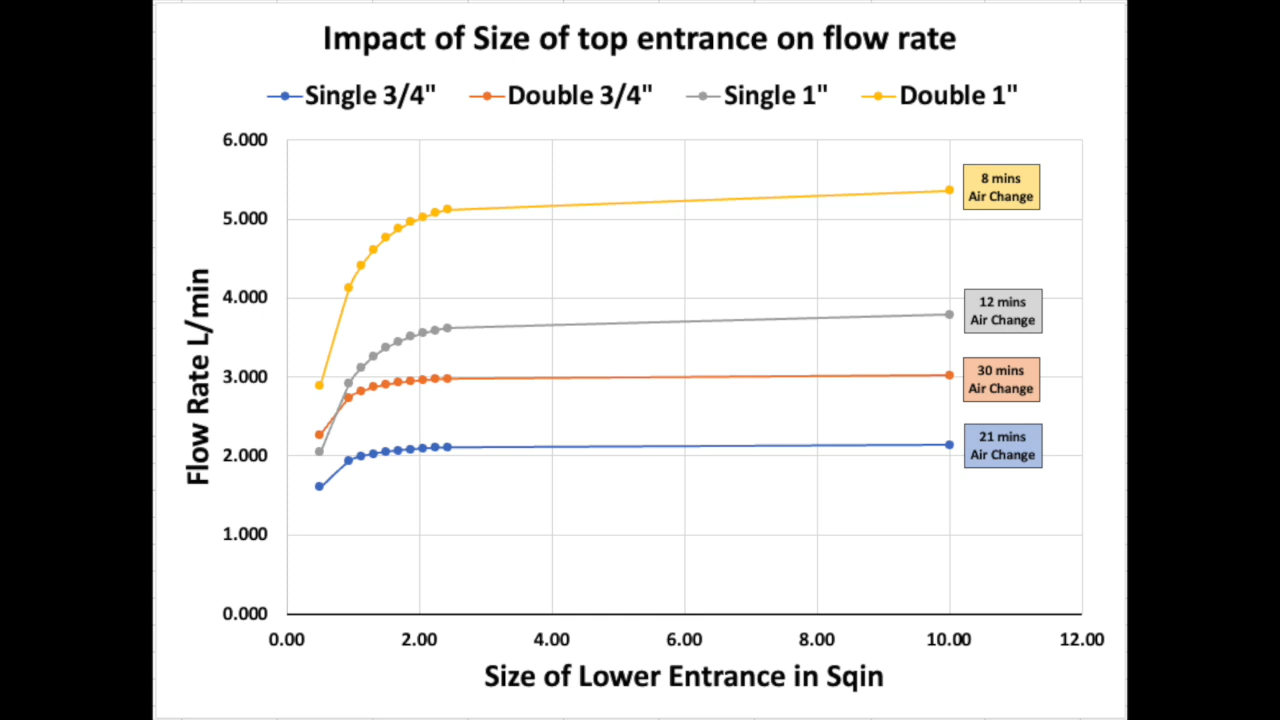 Impact of Size of top entrance on flow rate
Single 3/4" Double 3/4" Single 1" Double 1"
6.000
5.000
4.000
3.000
2.000
1.000
0.000
Flow Rate L/min
8 mins
Air Change
12 mins
Air Change
30 mins
Air Change
21 mins
Air Change
0.00 2.00 4.00 6.00 8.00 10.00 12.00
Size of Lower Entrance in Sqin